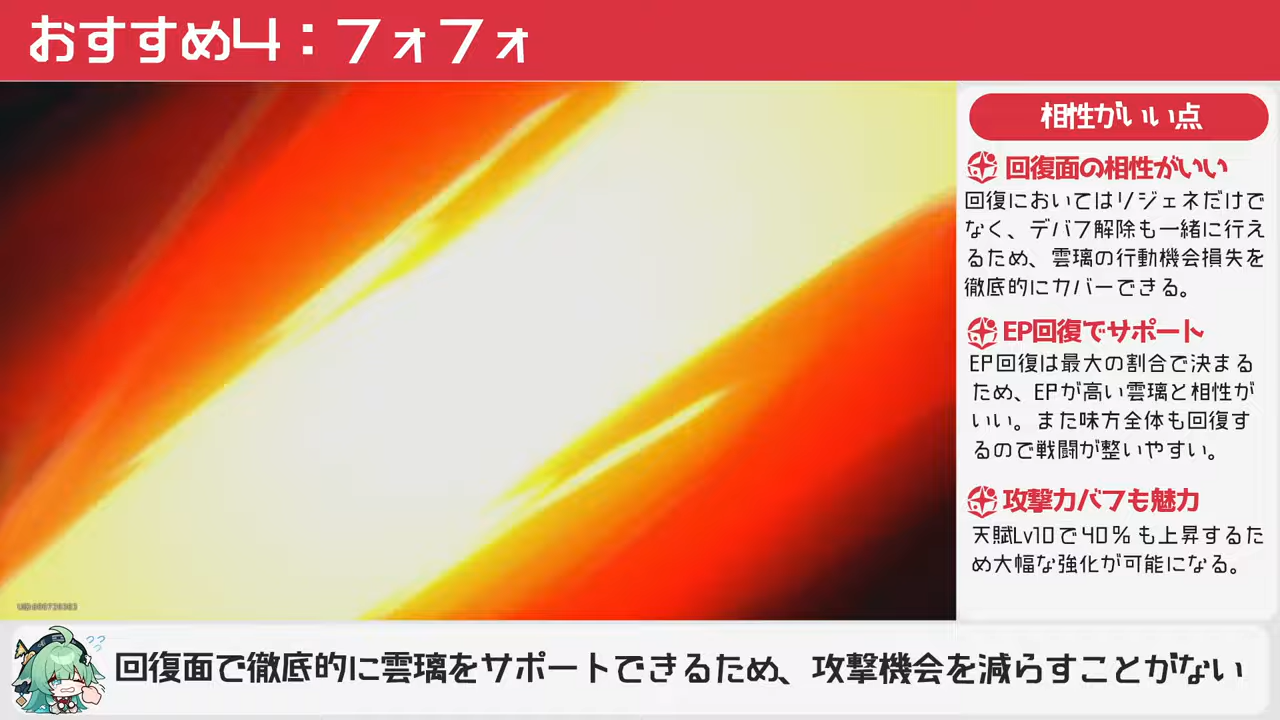 おすすめ4：フォフォ
相性がいい点
回復面の相性がいい
回復においてはリジェネだけで
なく、デバフ解除も一緒に行え
るため、雲璃の行動機会損失を
徹底的にカバーできる。
EP回復でサポート
EP回復は最大の割合で決まる
ため、EPが高い雲璃と相性が
いい。また味方全体も回復す
るので戦闘が整いやすい。
攻撃力バフも魅力
天賦Lv10で40％も上昇するた
め大幅な強化が可能になる。
回復面で徹底的に雲璃をサポートできるため、攻撃機会を減らすことがない